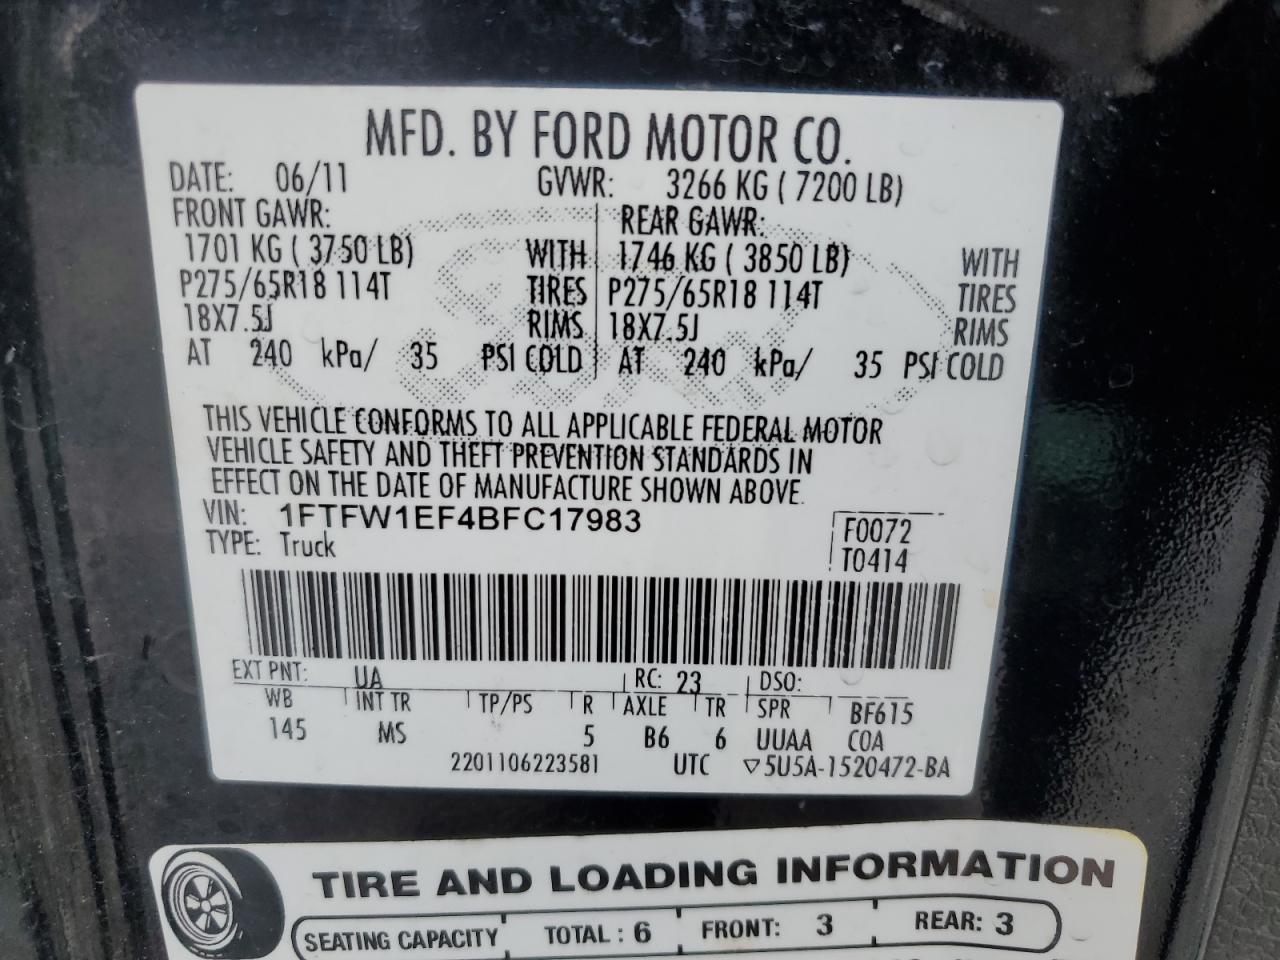 MFD. BY FORD MOTOR CO.
DATE: 06/11 GVWR: 3266 KG ( 7200 LB)
FRONT GAWR: REAR GAWR:
1701 KG ( 3750 LB) WITH 1746 KG ( 3850 LB) WITH
P275/65R18 114T TIRES P275/65R18 114T TIRES
18X7.5J RIMS 18X7.5J RIMS
AT 240 kPa/ 35 PSI COLD AT 240 kPa/ 35 PSI COLD
THIS VEHICLE CONFORMS TO ALL APPLICABLE FEDERAL MOTOR
VEHICLE SAFETY AND THEFT PREVENTION STANDARDS IN
EFFECT ON THE DATE OF MANUFACTURE SHOWN ABOVE.
VIN: 1FTFW1EF4BFC17983 F0072
TYPE: Truck T0414
EXT PNT: UA RC: 23 DSO:
WB INT TR TP/PS R AXLE TR SPR BF615
145 MS 5 B6 6 UUAA COA
2201106223581 UTC ▽5U5A-1520472-BA
TIRE AND LOADING INFORMATION
SEATING CAPACITY TOTAL : 6 FRONT: 3 REAR: 3